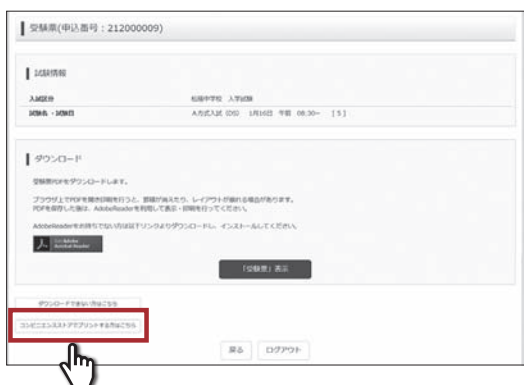 受験票(申込番号：212000009)
試験情報
入試区分 松陽中学校 入学試験
試験名・試験日 A方式入試 (DS) 1月16日 午前 08:30~ [5]
ダウンロード
受験票PDFをダウンロードします。
ブラウザ上でPDFを開き印刷を行うと、罫線が消えたり、レイアウトが崩れる場合があります。
PDFを保存した後は、AdobeReaderを利用して表示・印刷を行ってください。
AdobeReaderをお持ちでない方は以下リンクよりダウンロードし、インストールしてください。
Get Adobe
Acrobat Reader
「受験票」表示
ダウンロードできない方はこちら
コンビニエンスストアでプリントする方はこちら
戻る ログアウト